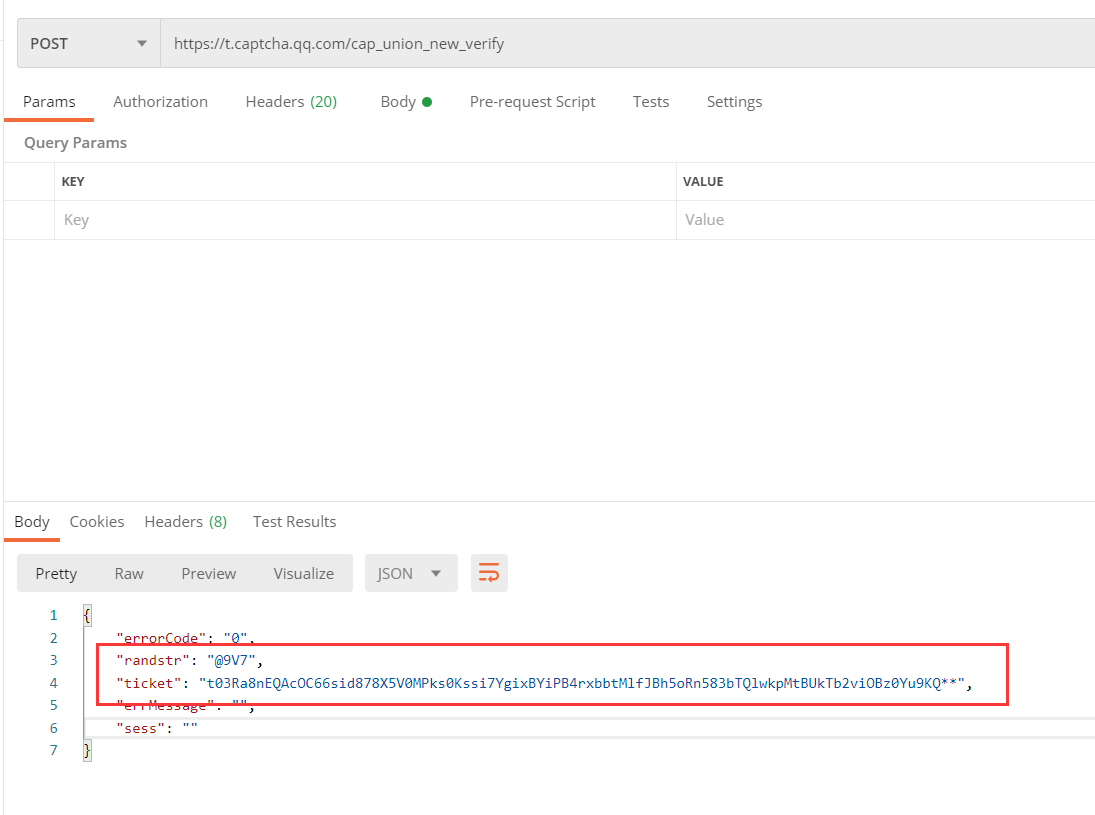 POST https://t.captcha.qq.com/cap_union_new_verify
Params Authorization Headers (20) Body Pre-request Script Tests Settings
Query Params
KEY VALUE
Key Value
Body Cookies Headers (8) Test Results
Pretty Raw Preview Visualize JSON
1 {
2 "errorCode": "0",
3 "randstr": "@9V7",
4 "ticket": "t03Ra8nEQAcOC66sid878X5V0MPks0Kssi7YgixBYiPB4rxbbtMlfJBh5oRn583bTQlwkpMtBUkTb2viOBz0Yu9KQ**",
5 "errMessage": "",
6 "sess": ""
7 }